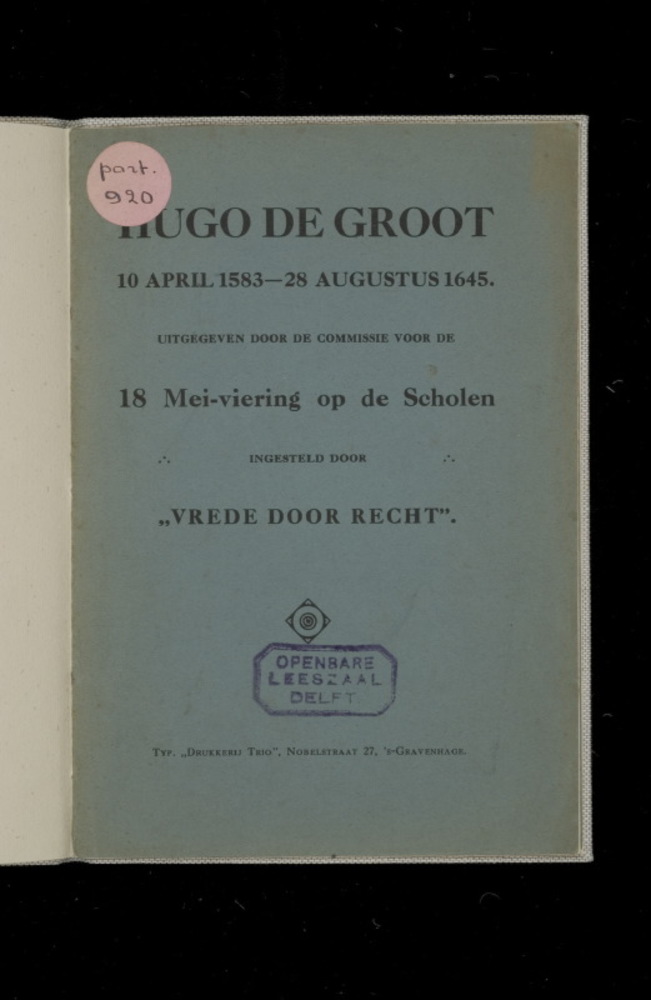 port.
920
HUGO DE GROOT
10 APRIL 1583—28 AUGUSTUS 1645.
UITGEGEVEN DOOR DE COMMISSIE VOOR DE
18 Mei-viering op de Scholen
∴ INGESTELD DOOR ∴
„VREDE DOOR RECHT”.
OPENBARE
LEESZAAL
DELFT
TYP. „DRUKKERIJ TRIO”, NOBELSTRAAT 27, 's-GRAVENHAGE.